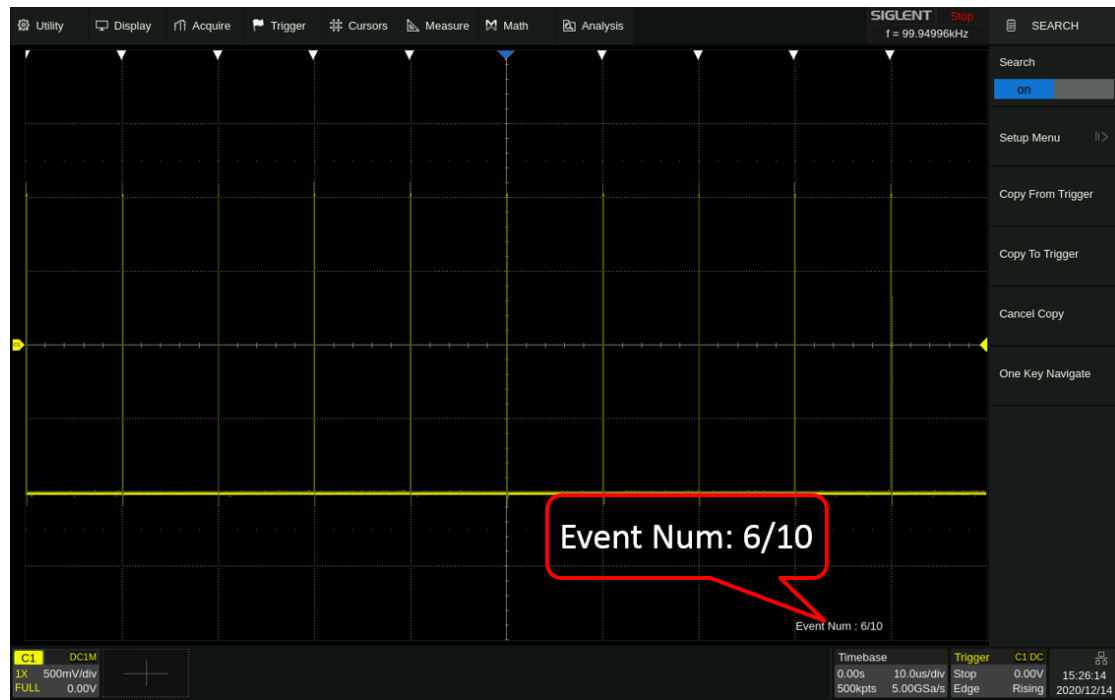 Utility Display Acquire Trigger Cursors Measure Math Analysis
SIGLENT Stop
f = 99.94996kHz
SEARCH
Search
on
Setup Menu
Copy From Trigger
Copy To Trigger
Cancel Copy
One Key Navigate
Event Num: 6/10
Event Num : 6/10
C1 DC1M
1X 500mV/div
FULL 0.00V
Timebase
0.00s 10.0us/div
500kpts 5.00GSa/s
Trigger C1 DC
Stop 0.00V
Edge Rising
15:26:14
2020/12/14